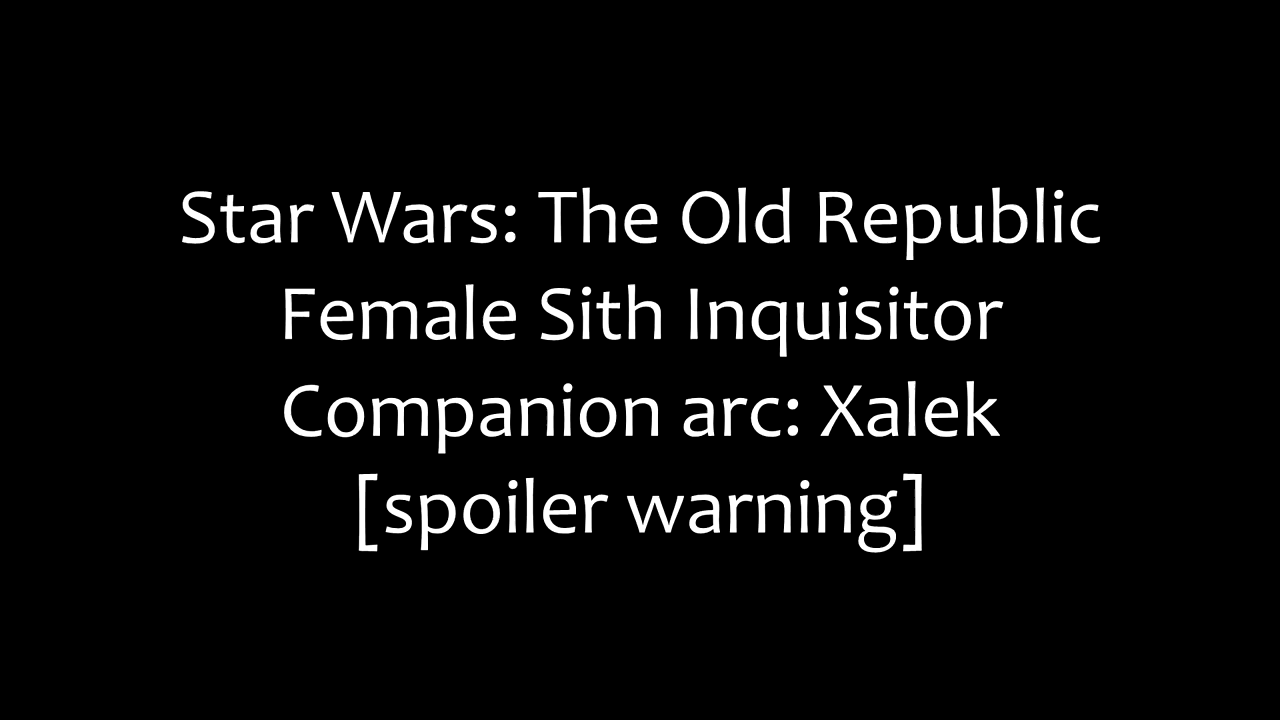 Star Wars: The Old Republic
Female Sith Inquisitor
Companion arc: Xalek
[spoiler warning]